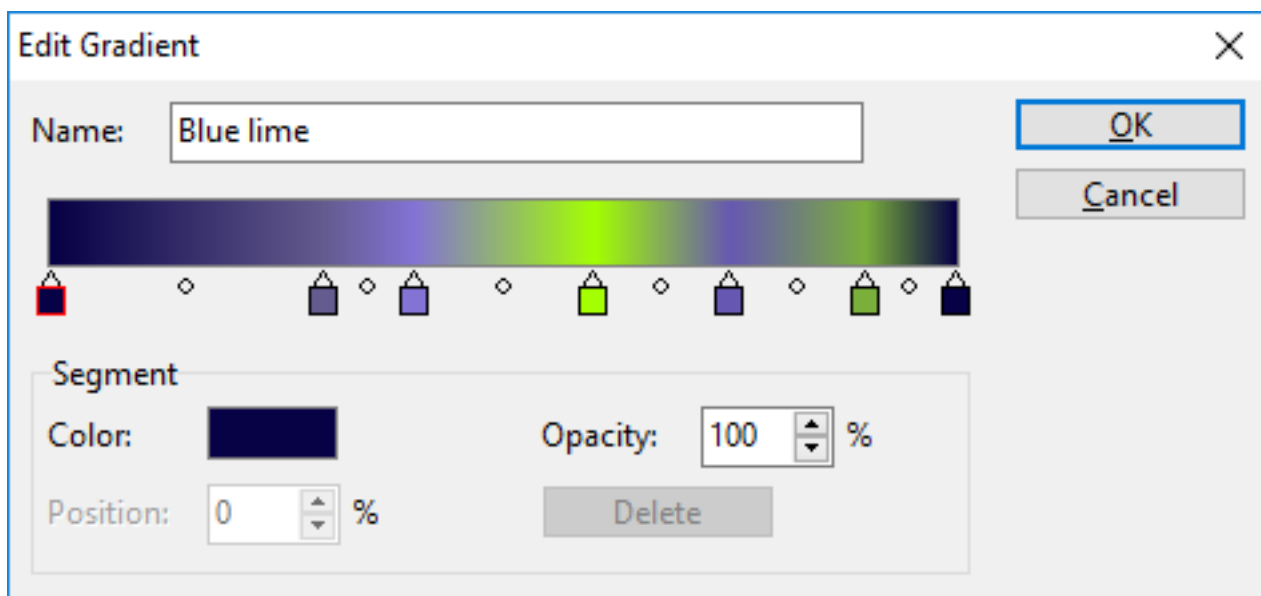 Edit Gradient
Name: Blue lime
OK
Cancel
Segment
Color:
Opacity: 100 %
Position: 0 %
Delete